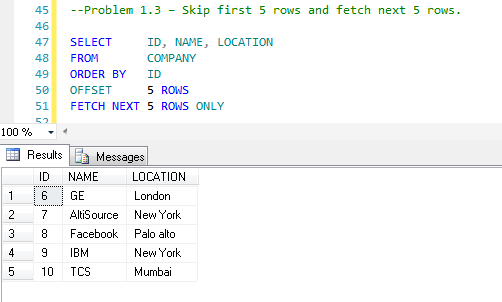 45 --Problem 1.3 – Skip first 5 rows and fetch next 5 rows.
46
47 SELECT ID, NAME, LOCATION
48 FROM COMPANY
49 ORDER BY ID
50 OFFSET 5 ROWS
51 FETCH NEXT 5 ROWS ONLY
52
100 %
Results Messages
ID NAME LOCATION
1 6 GE London
2 7 AltiSource New York
3 8 Facebook Palo alto
4 9 IBM New York
5 10 TCS Mumbai